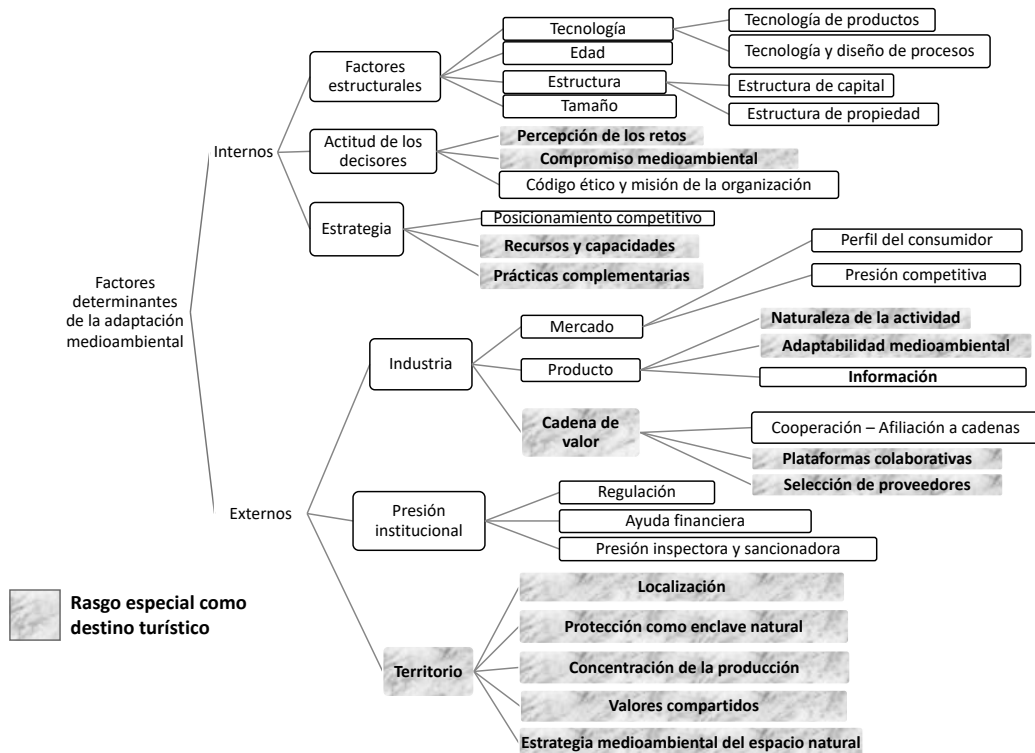 Tecnología de productos
Tecnología
Tecnología y diseño de procesos
Edad
Factores
estructurales
Estructura
Estructura de capital
Tamaño
Estructura de propiedad
Percepción de los retos
Actitud de los
decisores
Internos
Compromiso medioambiental
Código ético y misión de la organización
Posicionamiento competitivo
Estrategia
Recursos y capacidades
Prácticas complementarias
Perfil del consumidor
Presión competitiva
Factores
determinantes
de la adaptación
medioambiental
Mercado
Naturaleza de la actividad
Adaptabilidad medioambiental
Industria
Producto
Información
Cadena de
valor
Cooperación – Afiliación a cadenas
Plataformas colaborativas
Selección de proveedores
Regulación
Externos
Presión
institucional
Ayuda financiera
Presión inspectora y sancionadora
Localización
Rasgo especial como
destino turístico
Protección como enclave natural
Territorio
Concentración de la producción
Valores compartidos
Estrategia medioambiental del espacio natural